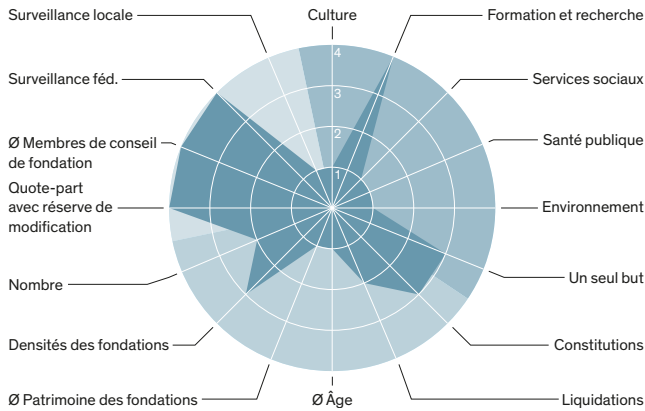 Surveillance locale
Culture
Formation et recherche
Surveillance féd.
Services sociaux
Ø Membres de conseil
de fondation
Santé publique
Quote-part
avec réserve de
modification
Environnement
Nombre
Un seul but
Densités des fondations
Constitutions
Ø Patrimoine des fondations
Ø Âge
Liquidations
4
3
2
1